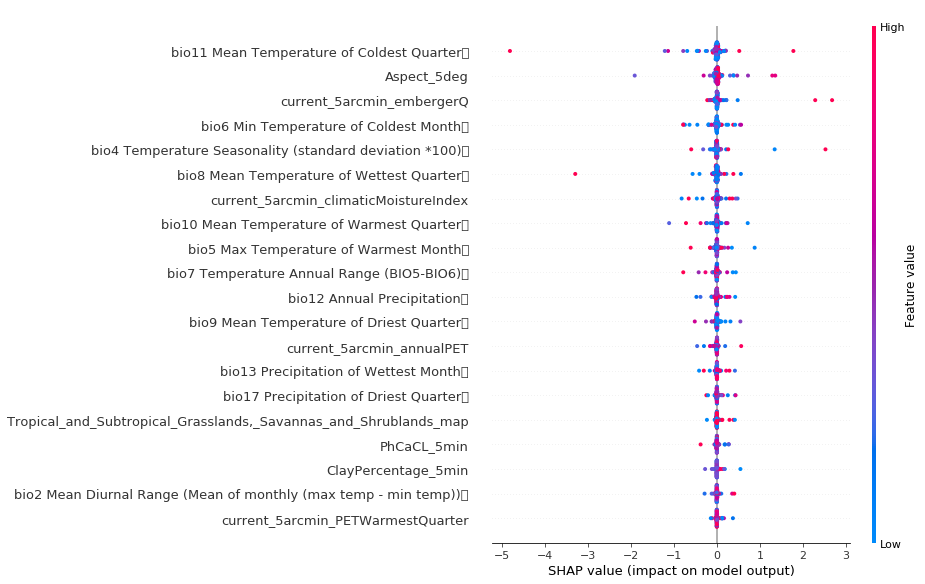 High
bio11 Mean Temperature of Coldest Quarter
Aspect_5deg
current_5arcmin_embergerQ
bio6 Min Temperature of Coldest Month
bio4 Temperature Seasonality (standard deviation *100)
bio8 Mean Temperature of Wettest Quarter
current_5arcmin_climaticMoistureIndex
bio10 Mean Temperature of Warmest Quarter
bio5 Max Temperature of Warmest Month
bio7 Temperature Annual Range (BIO5-BIO6)
bio12 Annual Precipitation
bio9 Mean Temperature of Driest Quarter
current_5arcmin_annualPET
bio13 Precipitation of Wettest Month
bio17 Precipitation of Driest Quarter
Tropical_and_Subtropical_Grasslands,_Savannas_and_Shrublands_map
PhCaCL_5min
ClayPercentage_5min
bio2 Mean Diurnal Range (Mean of monthly (max temp - min temp))
current_5arcmin_PETWarmestQuarter
Feature value
Low
−5 −4 −3 −2 −1 0 1 2 3
SHAP value (impact on model output)